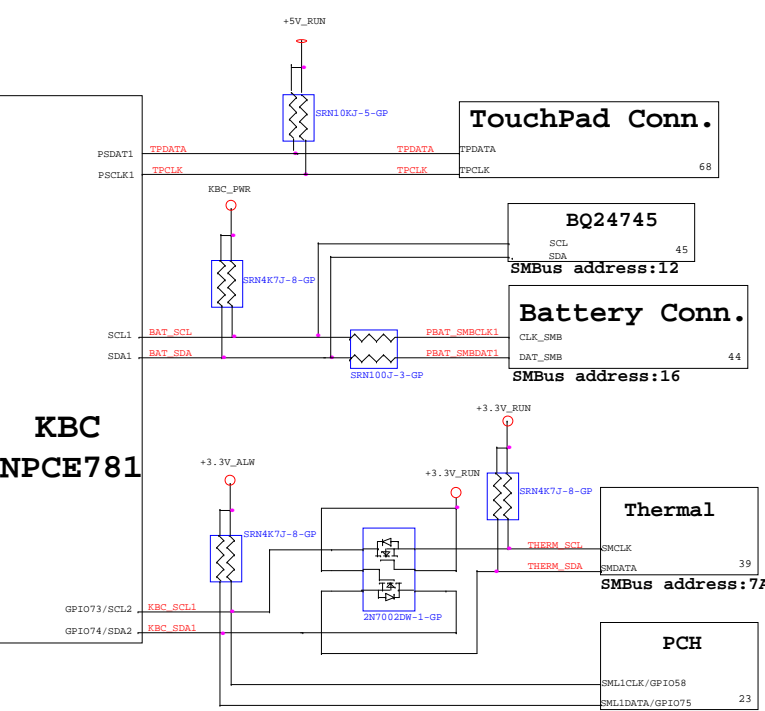 +5V_RUN
SRN10KJ-5-GP
TouchPad Conn.
PSDAT1 TPDATA TPDATA TPDATA
PSCLK1 TPCLK TPCLK TPCLK
68
KBC_PWR
SRN4K7J-8-GP
BQ24745
SCL
SDA
45
SMBus address:12
Battery Conn.
SCL1 BAT_SCL PBAT_SMBCLK1 CLK_SMB
SDA1 BAT_SDA PBAT_SMBDAT1 DAT_SMB
44
SRN100J-3-GP
SMBus address:16
KBC
NPCE781
+3.3V_RUN
+3.3V_ALW
+3.3V_RUN
SRN4K7J-8-GP
SRN4K7J-8-GP
Thermal
THERM_SCL SMCLK
THERM_SDA SMDATA
39
SMBus address:7A
GPIO73/SCL2 KBC_SCL1
GPIO74/SDA2 KBC_SDA1
2N7002DW-1-GP
PCH
SML1CLK/GPIO58
SML1DATA/GPIO75
23